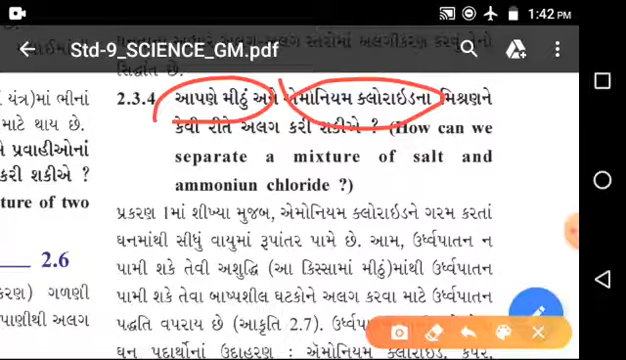 1:42 PM
Std-9_SCIENCE_GM.pdf
સિદ્ધાંત છે.
યંત્ર)માં ભીનાં
માટે થાય છે.
પ્રવાહીઓનાં
કરી શકીએ ?
ture of two
2.6
કરણ) ગળણી
પાણીથી અલગ
2.3.4 આપણે મીઠું અને એમોનિયમ ક્લોરાઇડના મિશ્રણને
કેવી રીતે અલગ કરી શકીએ ? (How can we
separate a mixture of salt and
ammoniun chloride ?)
પ્રકરણ 1માં શીખ્યા મુજબ, એમોનિયમ ક્લોરાઇડને ગરમ કરતાં
ઘનમાંથી સીધું વાયુમાં રૂપાંતર પામે છે. આમ, ઉર્ધ્વપાતન ન
પામી શકે તેવી અશુદ્ધિ (આ કિસ્સામાં મીઠું)માંથી ઉર્ધ્વપાતન
પામી શકે તેવા બાષ્પશીલ ઘટકોને અલગ કરવા માટે ઉર્ધ્વપાતન
પદ્ધતિ વપરાય છે (આકૃતિ 2.7). ઉર્ધ્વપાતન
ઘન પદાર્થોનાં ઉદાહરણ : એમોનિયમ ક્લોરાઇડ, કપૂર,